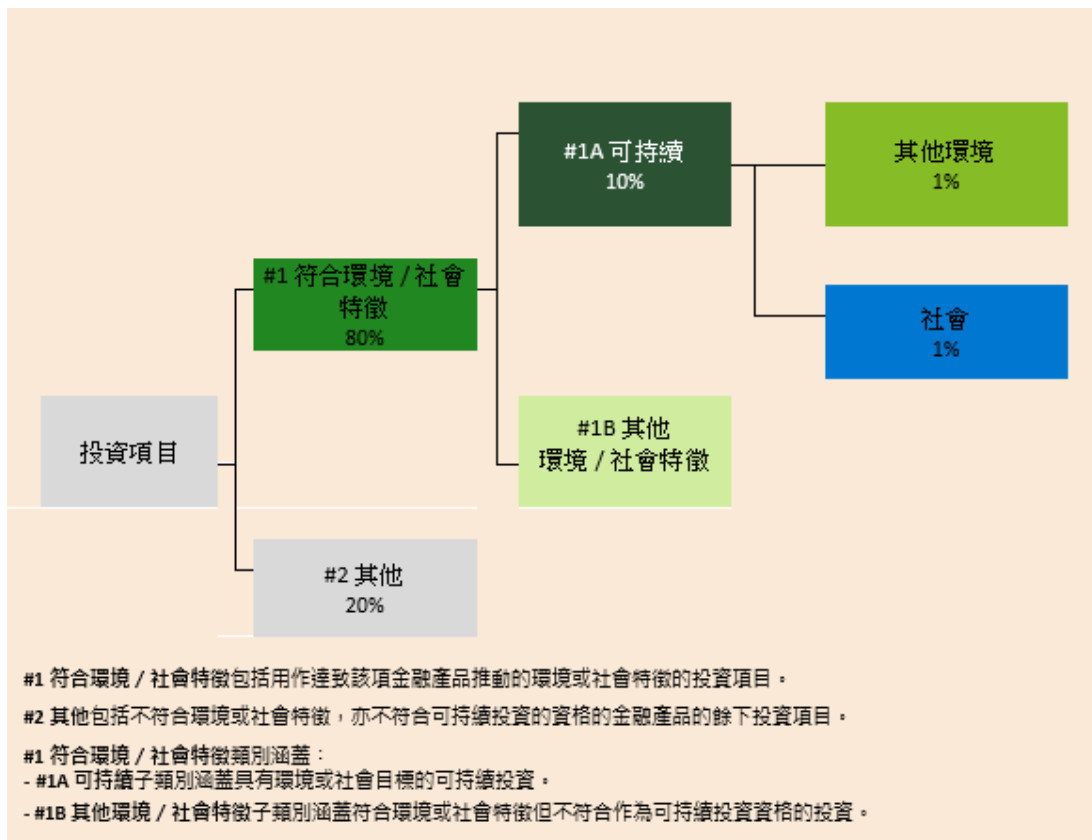 #1A 可持續
10%
其他環境
1%
#1 符合環境 / 社會
特徵
80%
社會
1%
投資項目
#1B 其他
環境 / 社會特徵
#2 其他
20%
#1 符合環境 / 社會特徵包括用作達致該項金融產品推動的環境或社會特徵的投資項目。
#2 其他包括不符合環境或社會特徵，亦不符合可持續投資的資格的金融產品的餘下投資項目。
#1 符合環境 / 社會特徵類別涵蓋：
- #1A 可持續子類別涵蓋具有環境或社會目標的可持續投資。
- #1B 其他環境 / 社會特徵子類別涵蓋符合環境或社會特徵但不符合作為可持續投資資格的投資。